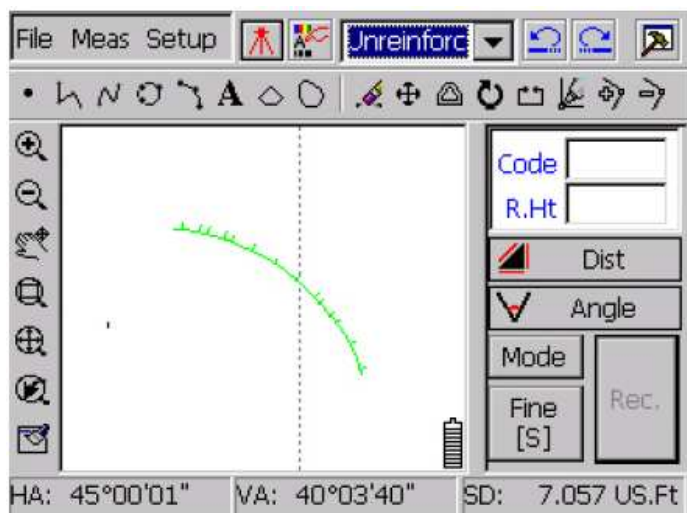 File Meas Setup Unreinforc
A
Code
R.Ht
Dist
Angle
Mode
Rec.
Fine
[S]
HA: 45°00'01" VA: 40°03'40" SD: 7.057 US.Ft